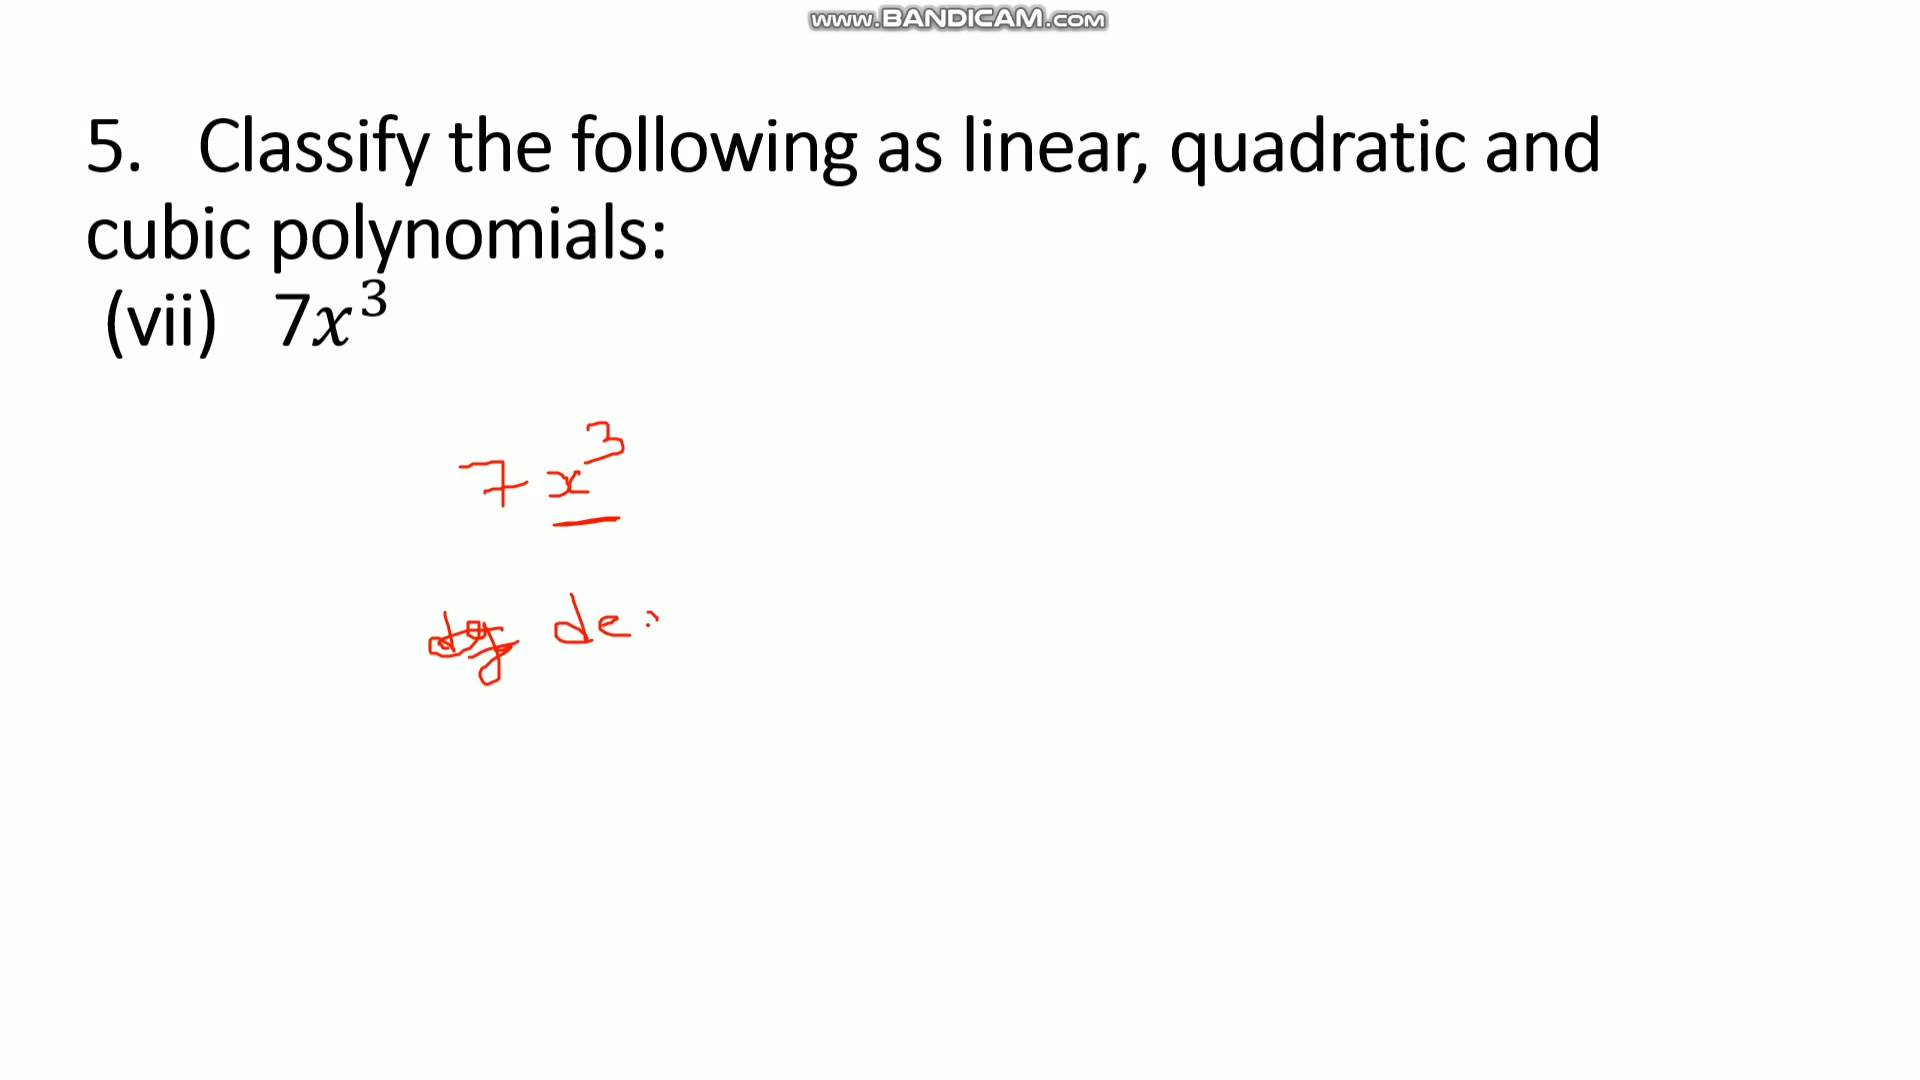 www.BANDICAM.com
5. Classify the following as linear, quadratic and
cubic polynomials:
(vii) 7x³
7x³
de